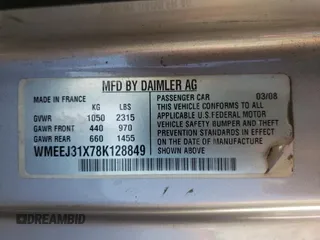 MFD BY DAIMLER AG
MADE IN FRANCE
KG LBS
GVWR 1050 2315
GAWR FRONT 440 970
GAWR REAR 660 1455
WMEEJ31X78K128849
PASSENGER CAR 03/08
THIS VEHICLE CONFORMS TO ALL
APPLICABLE U.S. FEDERAL MOTOR
VEHICLE SAFETY BUMPER AND THEFT
PREVENTION STANDARDS IN EFFECT
ON THE DATE OF MANUFACTURE
SHOWN ABOVE
DREAMBID